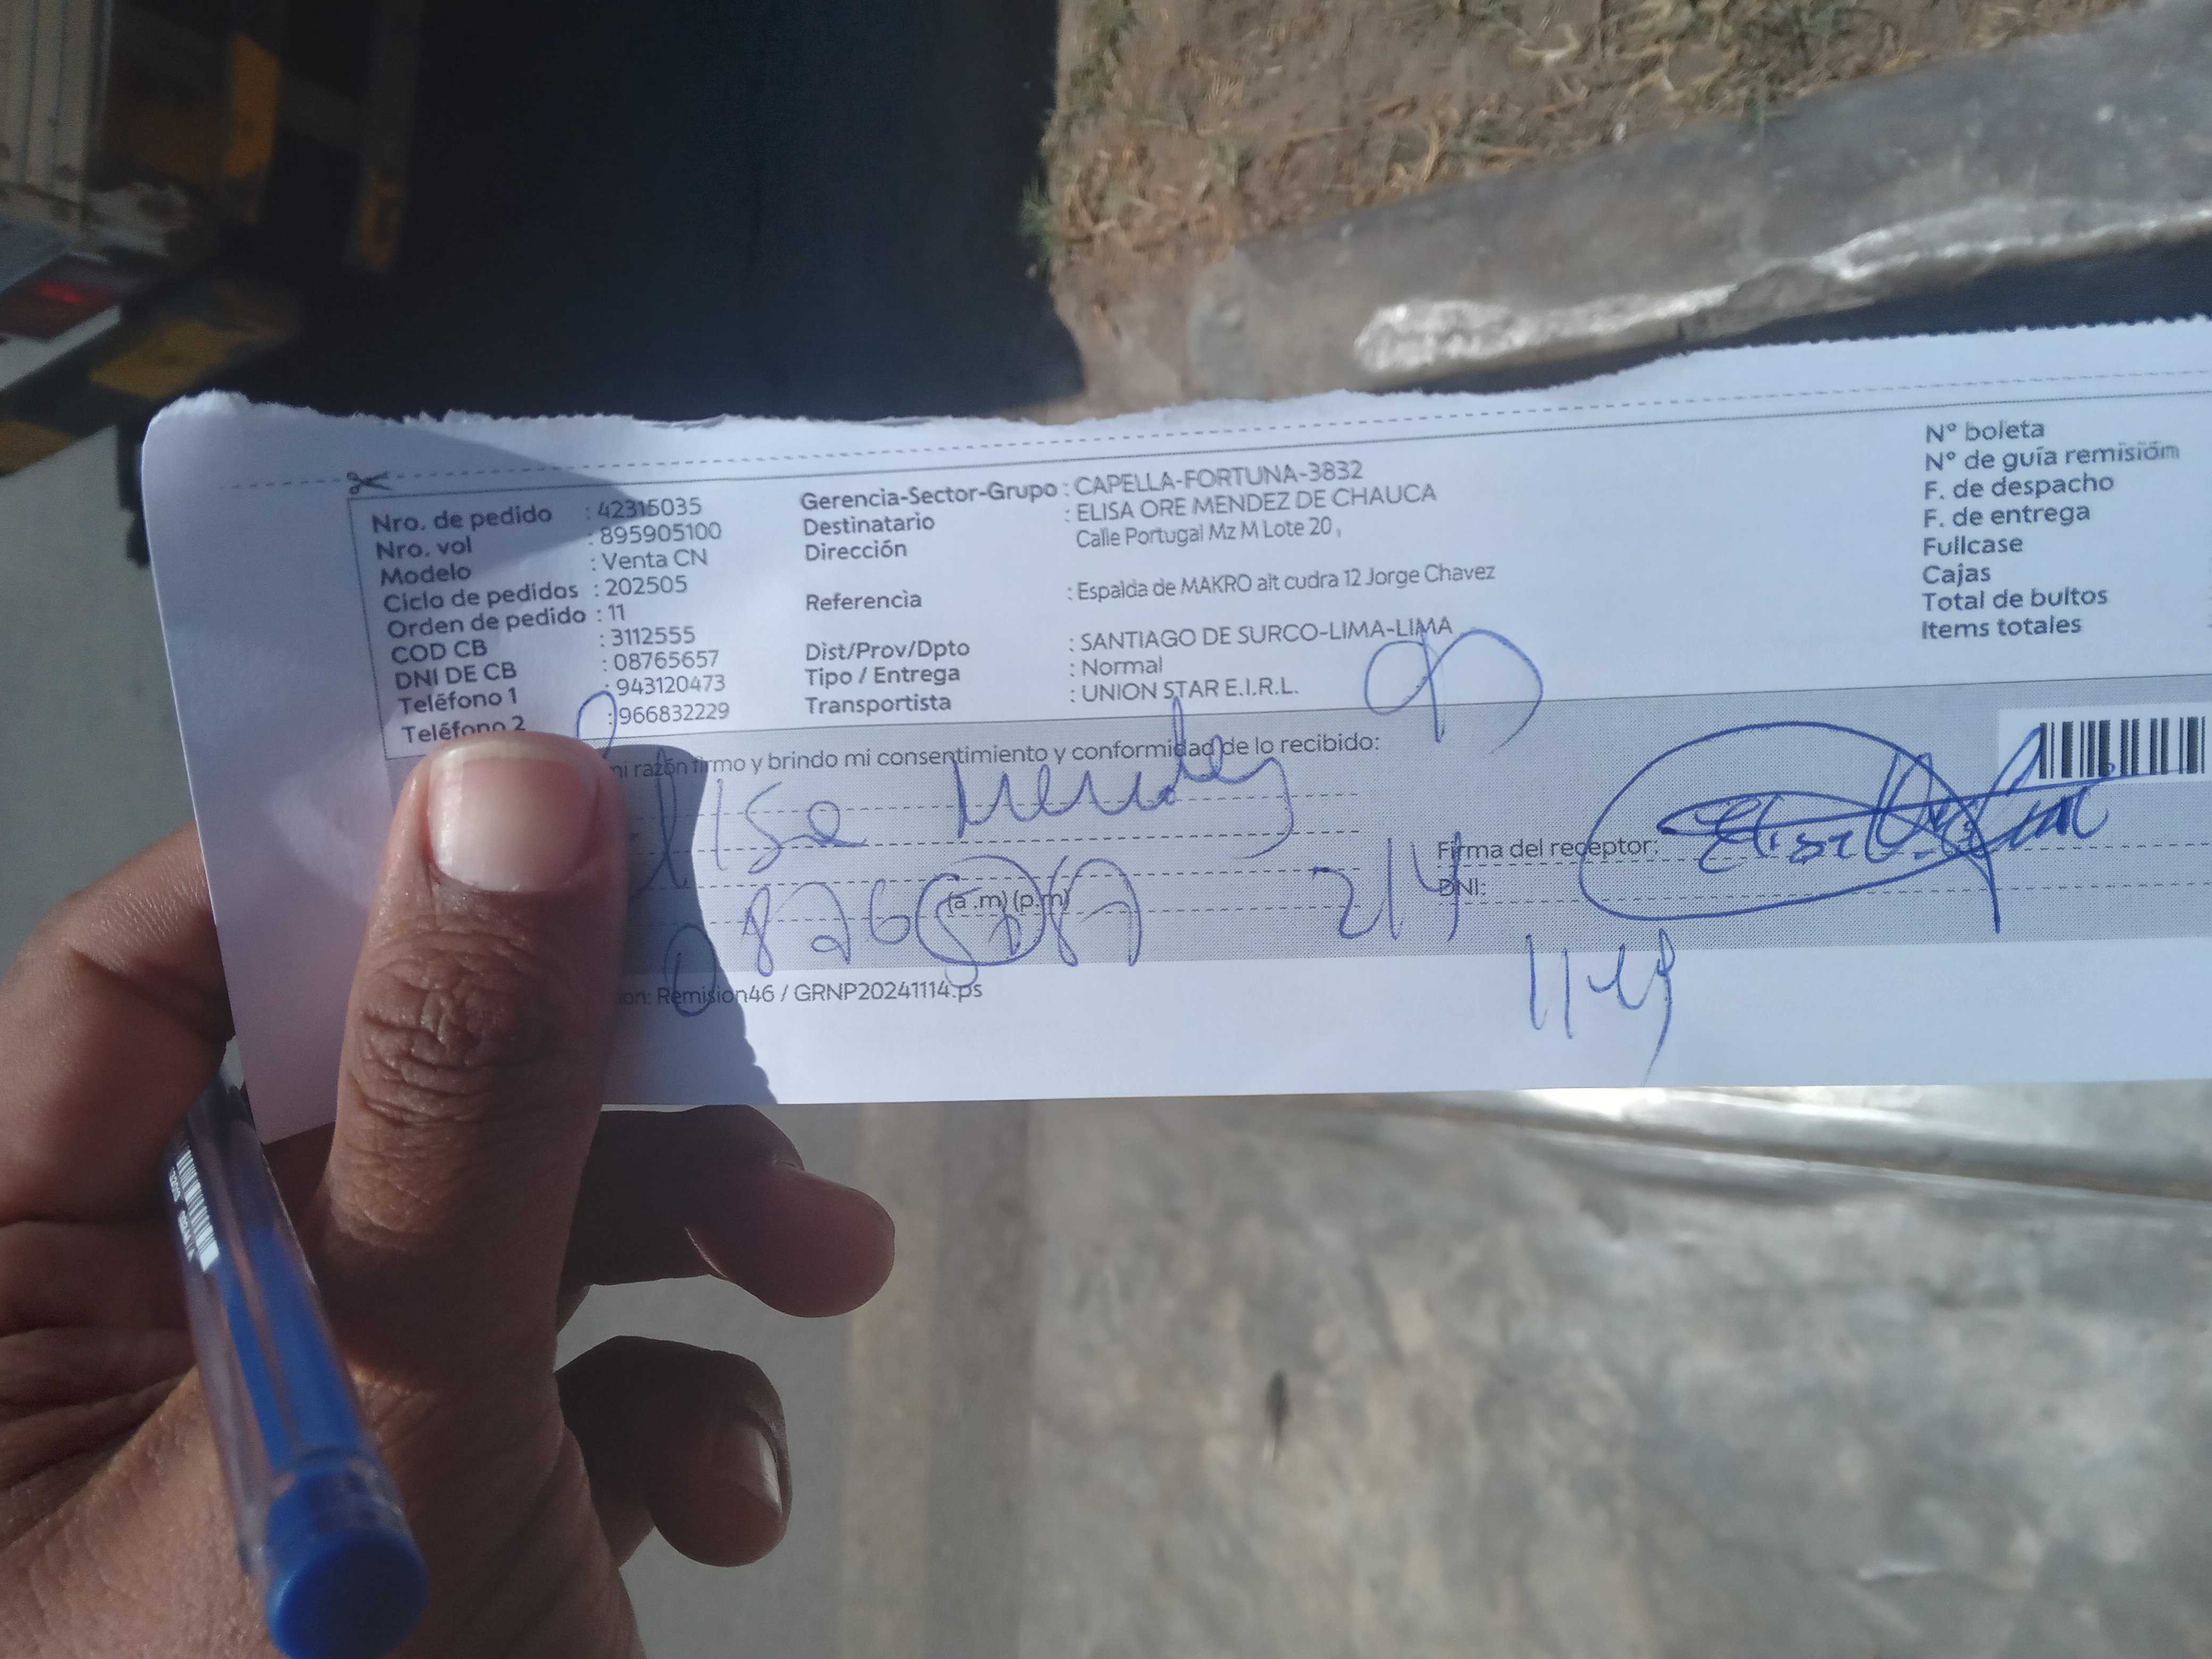 Nro. de pedido : 42315035
Nro. vol : 895905100
Modelo : Venta CN
Ciclo de pedidos : 202505
Orden de pedido : 11
COD CB : 3112555
DNI DE CB : 08765657
Teléfono 1 : 943120473
Teléfono 2 : 966832229
Gerencia-Sector-Grupo : CAPELLA-FORTUNA-3832
Destinatario : ELISA ORE MENDEZ DE CHAUCA
Dirección Calle Portugal Mz M Lote 20 ,
Referencia : Espalda de MAKRO alt cudra 12 Jorge Chavez
Dist/Prov/Dpto : SANTIAGO DE SURCO-LIMA-LIMA
Tipo / Entrega : Normal
Transportista : UNION STAR E.I.R.L.
N° boleta
N° de guía remisión
F. de despacho
F. de entrega
Fullcase
Cajas
Total de bultos
Items totales
mi razón firmo y brindo mi consentimiento y conformidad de lo recibido:
Elisa Mendez
(a .m) (p.m)
214
Firma del receptor:
DNI:
Remision46 / GRNP20241114.ps